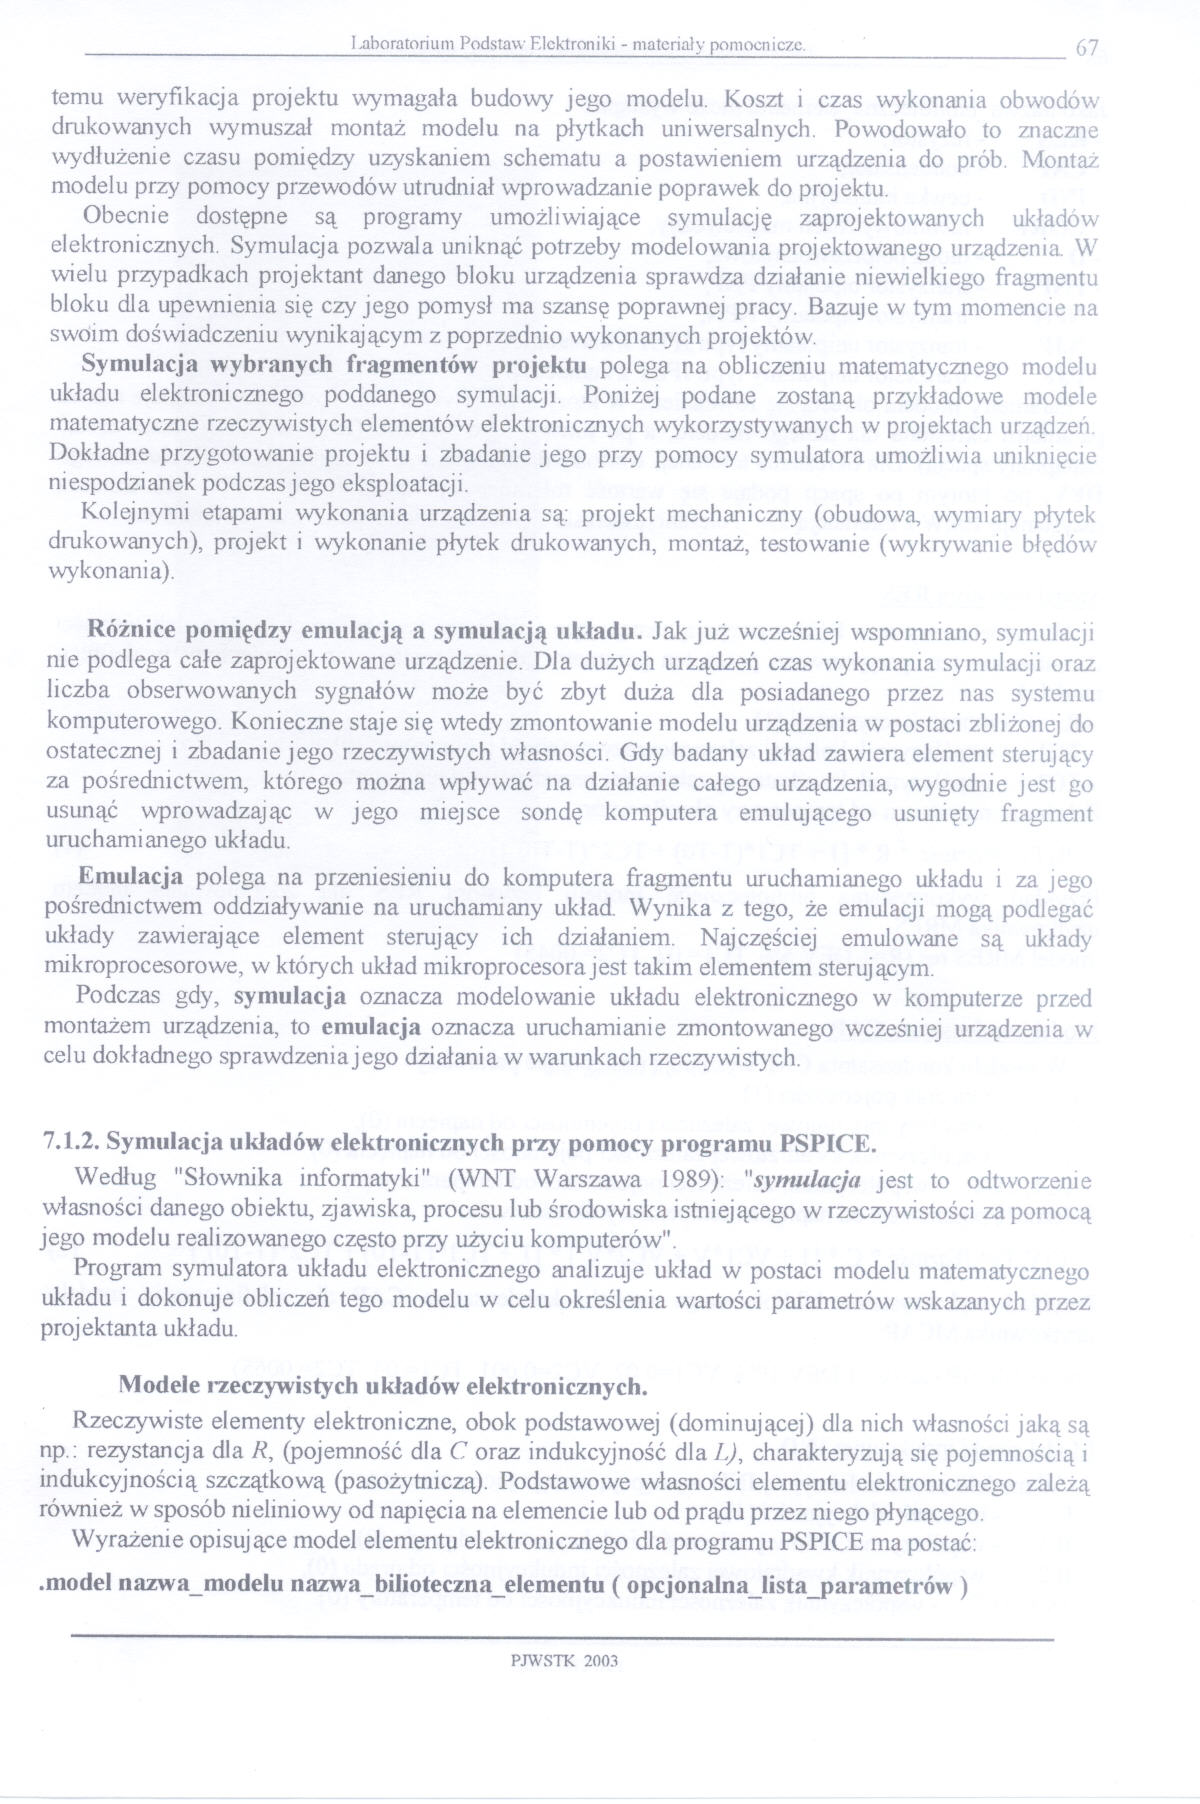 Laboratorium Podstaw Elektroniki - materiały pomocnicze. 67
temu weryfikacja projektu wymagała budowy jego modelu. Koszt i czas wykonania obwodów
drukowanych wymuszał montaż modelu na płytkach uniwersalnych. Powodowało to znaczne
wydłużenie czasu pomiędzy uzyskaniem schematu a postawieniem urządzenia do prób. Montaż
modelu przy pomocy przewodów utrudniał wprowadzanie poprawek do projektu.
Obecnie dostępne są programy umożliwiające symulację zaprojektowanych układów
elektronicznych. Symulacja pozwala uniknąć potrzeby modelowania projektowanego urządzenia. W
wielu przypadkach projektant danego bloku urządzenia sprawdza działanie niewielkiego fragmentu
bloku dla upewnienia się czy jego pomysł ma szansę poprawnej pracy. Bazuje w tym momencie na
swoim doświadczeniu wynikającym z poprzednio wykonanych projektów.
Symulacja wybranych fragmentów projektu polega na obliczeniu matematycznego modelu
układu elektronicznego poddanego symulacji. Poniżej podane zostaną przykładowe modele
matematyczne rzeczywistych elementów elektronicznych wykorzystywanych w projektach urządzeń.
Dokładne przygotowanie projektu i zbadanie jego przy pomocy symulatora umożliwia uniknięcie
niespodzianek podczas jego eksploatacji.
Kolejnymi etapami wykonania urządzenia są: projekt mechaniczny (obudowa, wymiary płytek
drukowanych), projekt i wykonanie płytek drukowanych, montaż, testowanie (wykrywanie błędów
wykonania).
Różnice pomiędzy emulacją a symulacją układu. Jak już wcześniej wspomniano, symulacji
nie podlega całe zaprojektowane urządzenie. Dla dużych urządzeń czas wykonania symulacji oraz
liczba obserwowanych sygnałów może być zbyt duża dla posiadanego przez nas systemu
komputerowego. Konieczne staje się wtedy zmontowanie modelu urządzenia w postaci zbliżonej do
ostatecznej i zbadanie jego rzeczywistych własności. Gdy badany układ zawiera element sterujący
za pośrednictwem, którego można wpływać na działanie całego urządzenia, wygodnie jest go
usunąć wprowadzając w jego miejsce sondę komputera emulującego usunięty fragment
uruchamianego układu.
Emulacja polega na przeniesieniu do komputera fragmentu uruchamianego układu i za jego
pośrednictwem oddziaływanie na uruchamiany układ. Wynika z tego, że emulacji mogą podlegać
układy zawierające element sterujący ich działaniem. Najczęściej emulowane są układy
mikroprocesorowe, w których układ mikroprocesora jest takim elementem sterującym.
Podczas gdy, symulacja oznacza modelowanie układu elektronicznego w komputerze przed
montażem urządzenia, to emulacja oznacza uruchamianie zmontowanego wcześniej urządzenia w
celu dokładnego sprawdzenia jego działania w warunkach rzeczywistych.
7.1.2. Symulacja układów elektronicznych przy pomocy programu PSPICE.
Według "Słownika informatyki" (WNT Warszawa 1989): "symulacja jest to odtworzenie
własności danego obiektu, zjawiska, procesu lub środowiska istniejącego w rzeczywistości za pomocą
jego modelu realizowanego często przy użyciu komputerów".
Program symulatora układu elektronicznego analizuje układ w postaci modelu matematycznego
układu i dokonuje obliczeń tego modelu w celu określenia wartości parametrów wskazanych przez
projektanta układu.
Modele rzeczywistych układów elektronicznych.
Rzeczywiste elementy elektroniczne, obok podstawowej (dominującej) dla nich własności jaką są
np.: rezystancja dla R, (pojemność dla C oraz indukcyjność dla L), charakteryzują się pojemnością i
indukcyjnością szczątkową (pasożytniczą). Podstawowe własności elementu elektronicznego zależą
również w sposób nieliniowy od napięcia na elemencie lub od prądu przez niego płynącego.
Wyrażenie opisujące model elementu elektronicznego dla programu PSPICE ma postać:
.model nazwa_modelu nazwa_bilioteczna_elementu ( opcjonalna_lista_parametrów )
PJWSTK 2003